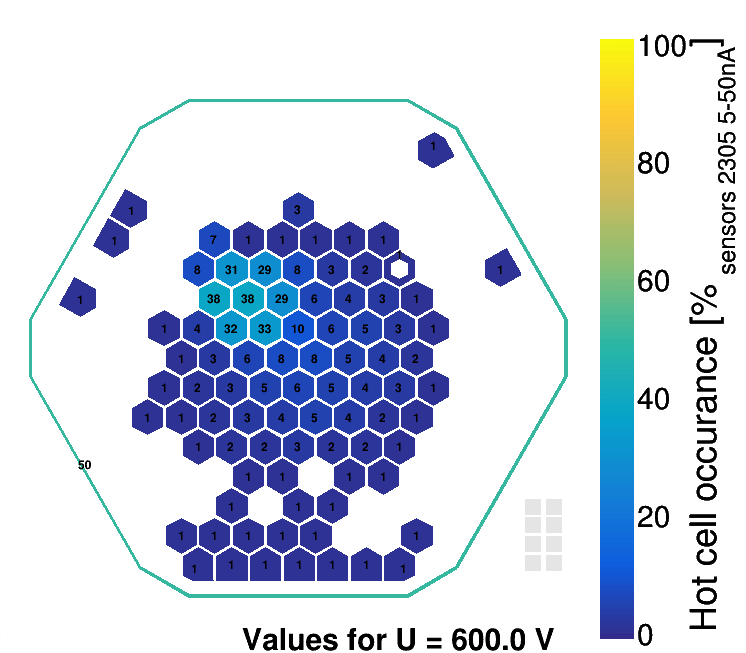 1
1
3
1
7 1 1 1 1 1
8 31 29 8 3 2 1
1
38 38 29 6 4 3 1
1
1 4 32 33 10 6 5 3 1
1 3 6 8 8 5 4 2
1 2 3 5 6 5 4 3 1
1 1 2 3 4 5 4 2 1
1 2 2 3 2 2 1
50
1 1 1 1
1 1 1
1 1 1 1 1 1
1 1 1 1 1 1 1
Values for U = 600.0 V
100
80
60
40
20
0
Hot cell occurance [% sensors 2305 5-50nA]